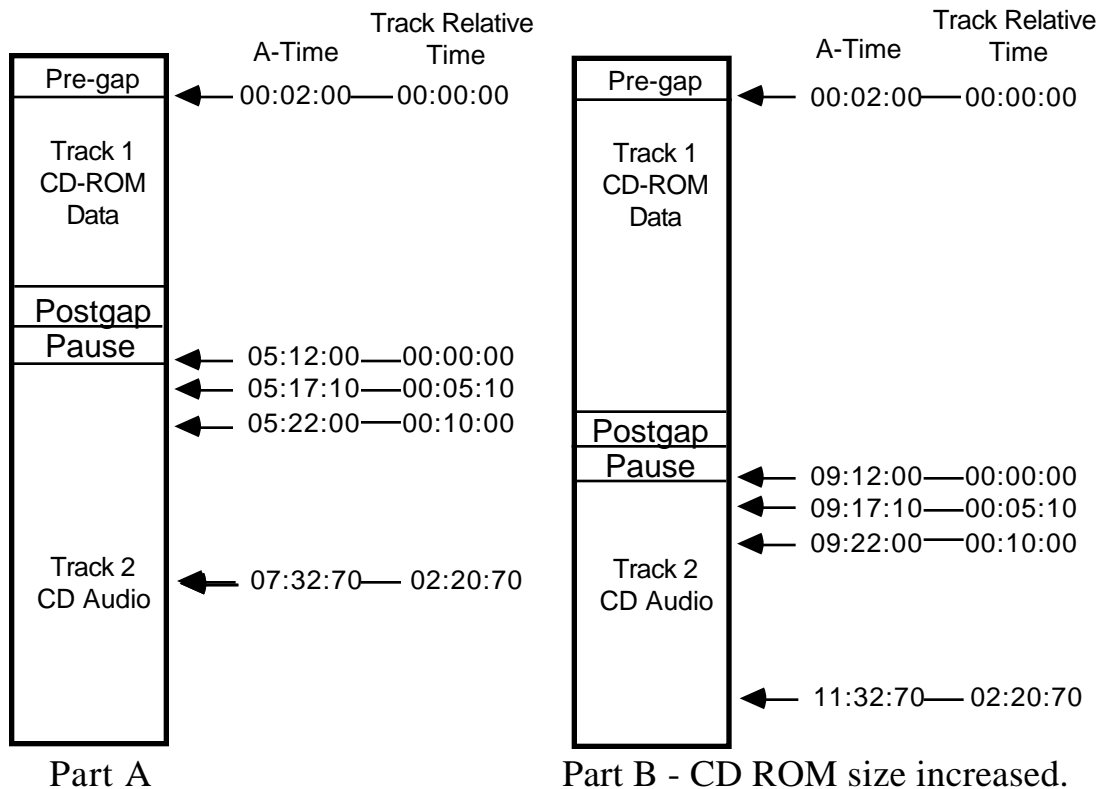 Track Relative
A-Time Time
Pre-gap
00:02:00 00:00:00
Track 1
CD-ROM
Data
Postgap
Pause
05:12:00 00:00:00
05:17:10 00:05:10
05:22:00 00:10:00
Track 2
CD Audio
07:32:70 02:20:70
Part A
Track Relative
A-Time Time
Pre-gap
00:02:00 00:00:00
Track 1
CD-ROM
Data
Postgap
Pause
09:12:00 00:00:00
09:17:10 00:05:10
09:22:00 00:10:00
Track 2
CD Audio
11:32:70 02:20:70
Part B - CD ROM size increased.